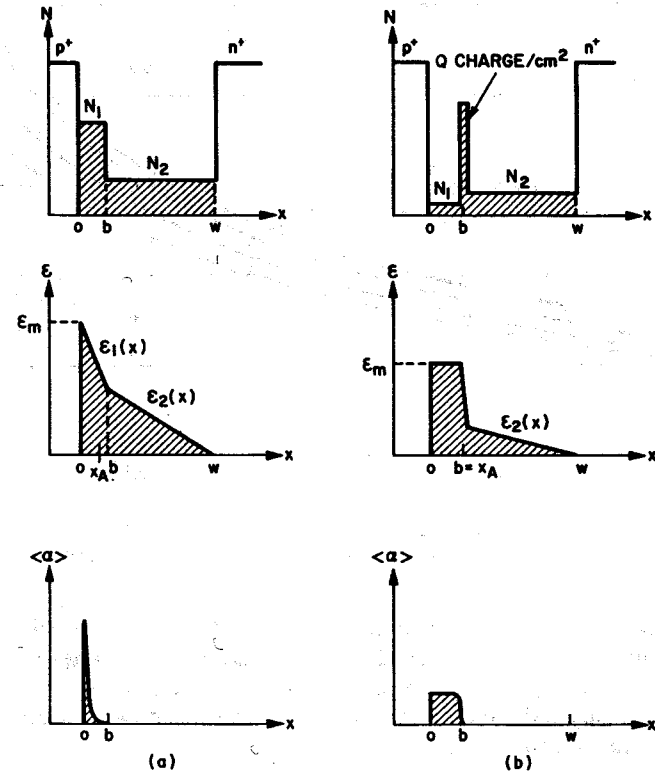 N
p+
n+
N1
N2
o b w x
N
p+
n+
Q CHARGE/cm2
N1
N2
o b w x
ε
εm
ε1(x)
ε2(x)
o xA. b w x
ε
εm
ε2(x)
o b=xA w x
<α>
o b x
(a)
<α>
o b w x
(b)